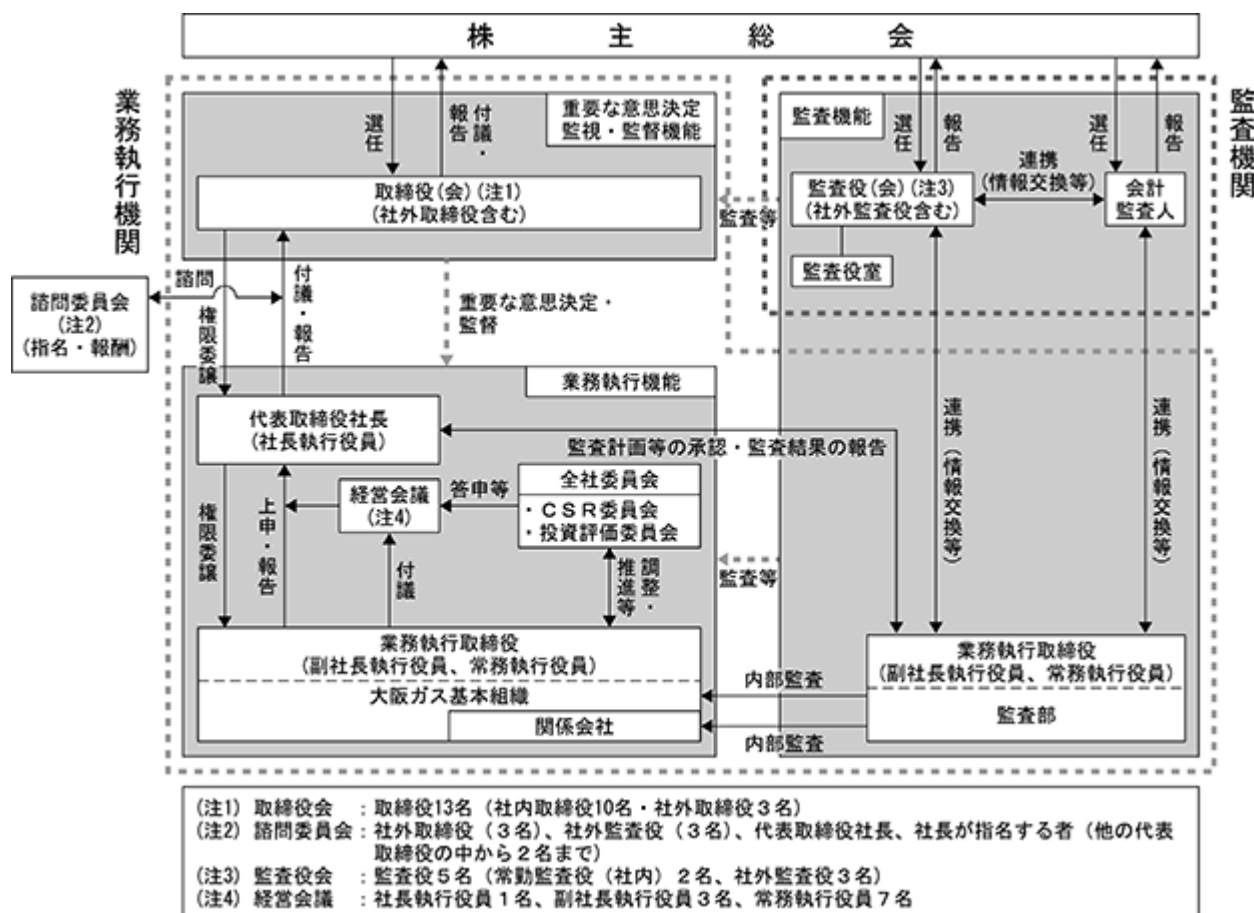 株主総会
業務執行機関
監査機関
重要な意思決定
監視・監督機能
監査機能
選任
付議・
報告
選任
報告
選任
報告
連携
(情報交換等)
取締役(会)(注1)
(社外取締役含む)
監査等
監査役(会)(注3)
(社外監査役含む)
会計
監査人
監査役室
諮問
諮問委員会
(注2)
(指名・報酬)
権限委譲
付議・報告
重要な意思決定・
監督
業務執行機能
代表取締役社長
(社長執行役員)
監査計画等の承認・監査結果の報告
連携(情報交換等)
連携(情報交換等)
権限委譲
上申・報告
経営会議
(注4)
答申等
全社委員会
・CSR委員会
・投資評価委員会
付議
調整・
推進等
監査等
業務執行取締役
(副社長執行役員、常務執行役員)
大阪ガス基本組織
関係会社
内部監査
内部監査
業務執行取締役
(副社長執行役員、常務執行役員)
監査部
(注1) 取締役会 :取締役13名(社内取締役10名・社外取締役3名)
(注2) 諮問委員会:社外取締役(3名)、社外監査役(3名)、代表取締役社長、社長が指名する者(他の代表
取締役の中から2名まで)
(注3) 監査役会 :監査役5名(常勤監査役(社内)2名、社外監査役3名)
(注4) 経営会議 :社長執行役員1名、副社長執行役員3名、常務執行役員7名